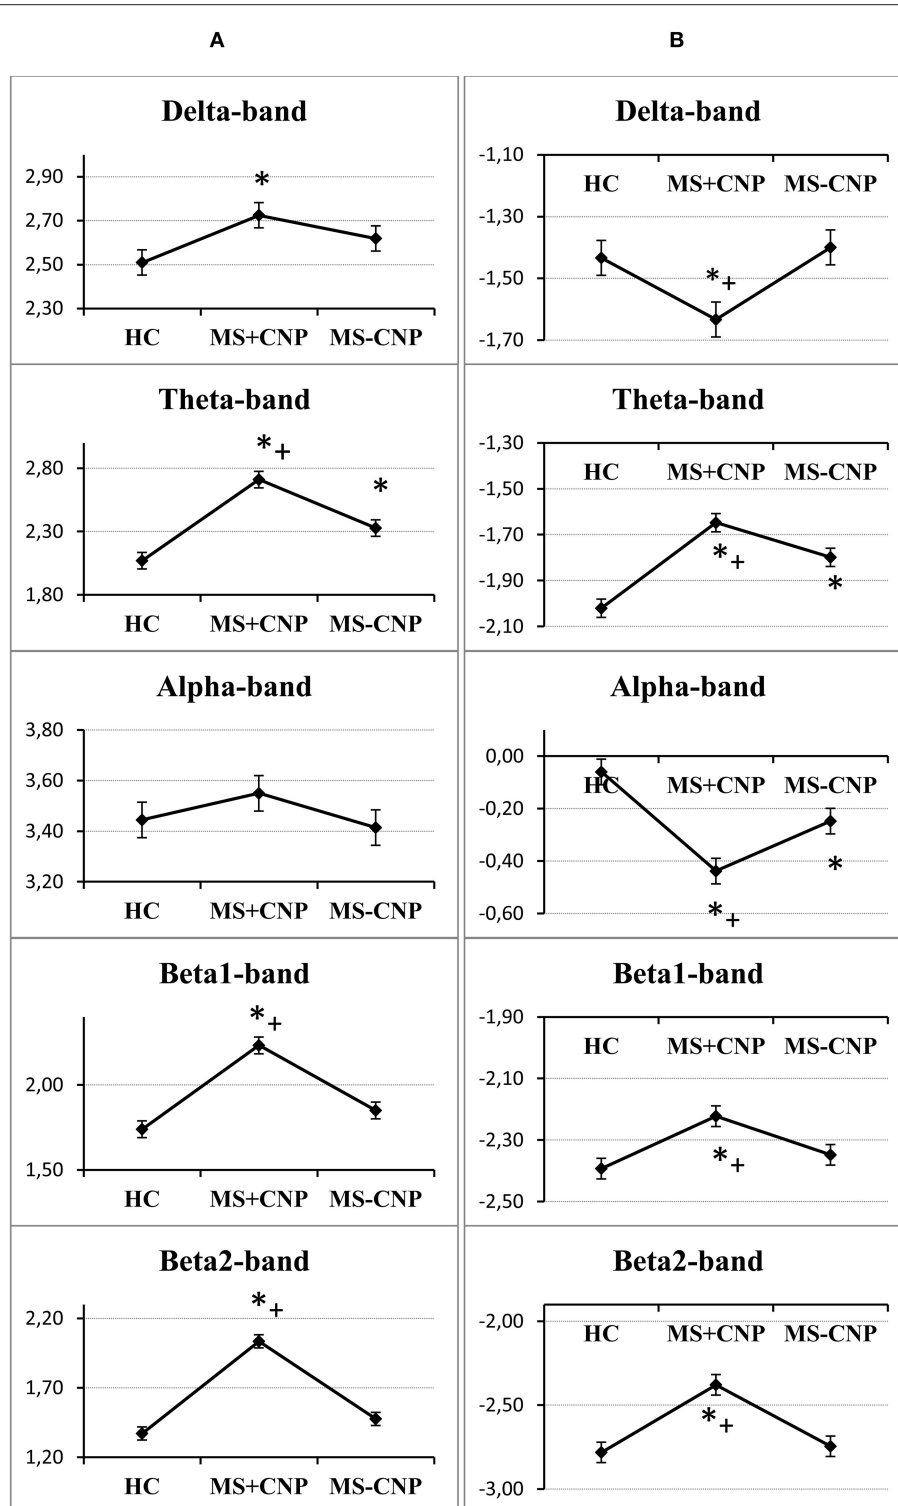 A
B
Delta-band
2,90
2,70
2,50
2,30
*
HC MS+CNP MS-CNP
Delta-band
-1,10
-1,30
-1,50
-1,70
HC MS+CNP MS-CNP
*+
Theta-band
2,80
2,30
1,80
*+
*
HC MS+CNP MS-CNP
Theta-band
-1,30
-1,50
-1,70
-1,90
-2,10
HC MS+CNP MS-CNP
*+
*
Alpha-band
3,80
3,60
3,40
3,20
HC MS+CNP MS-CNP
Alpha-band
0,00
-0,20
-0,40
-0,60
HC MS+CNP MS-CNP
*
*+
Beta1-band
*+
2,00
1,50
HC MS+CNP MS-CNP
Beta1-band
-1,90
-2,10
-2,30
-2,50
HC MS+CNP MS-CNP
*+
Beta2-band
*+
2,20
1,70
1,20
HC MS+CNP MS-CNP
Beta2-band
-2,00
-2,50
-3,00
HC MS+CNP MS-CNP
*+